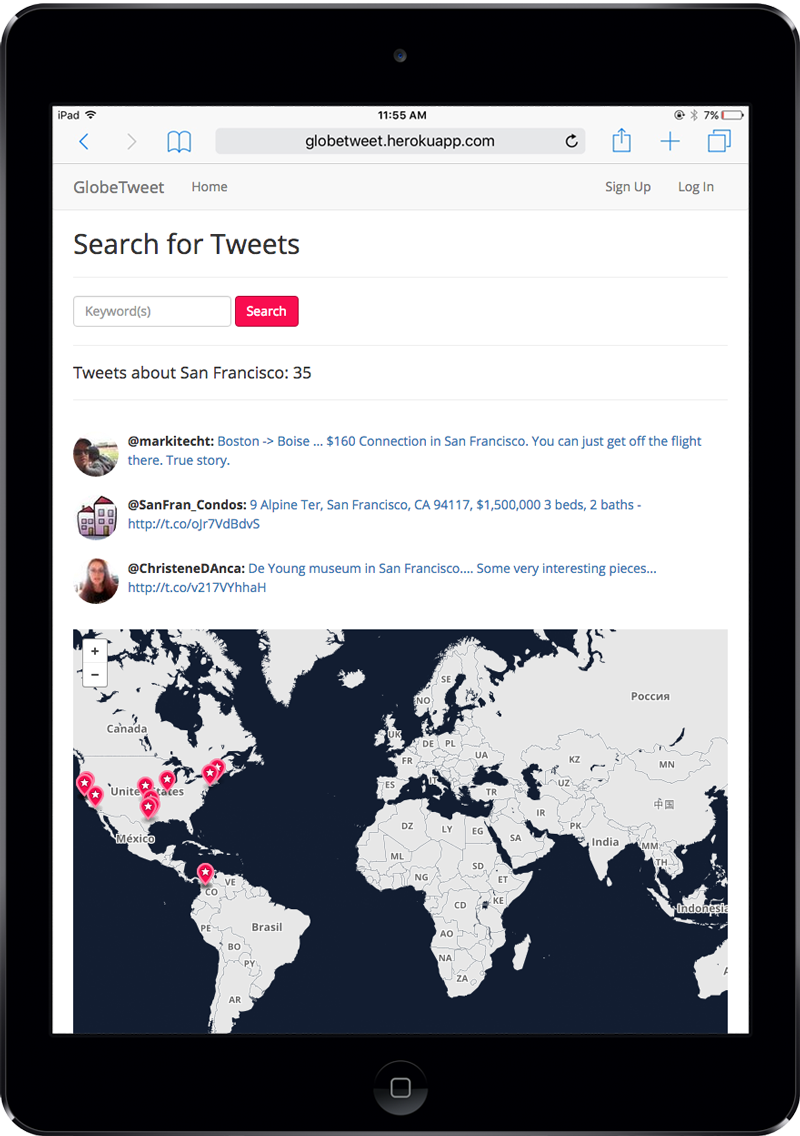 iPad 11:55 AM 7%
globetweet.herokuapp.com
GlobeTweet Home Sign Up Log In
Search for Tweets
Keyword(s) Search
Tweets about San Francisco: 35
@markitecht: Boston -> Boise ... $160 Connection in San Francisco. You can just get off the flight
there. True story.
@SanFran_Condos: 9 Alpine Ter, San Francisco, CA 94117, $1,500,000 3 beds, 2 baths -
http://t.co/oJr7VdBdvS
@ChristeneDAnca: De Young museum in San Francisco.... Some very interesting pieces...
http://t.co/v217VYhhaH
+
−
SE
Россия
NO
Canada
UK
DE PL
UA
FR
KZ
MN
ES
IT
UZ
United States
TR
中国
IR
DZ
LY
EG
PK
México
SA
India
MM
ML
TH
SD
NG
ET
VE
CO
CD
KE
Indonesia
Brasil
PE
AO
BO
NA
PY
ZA
AR